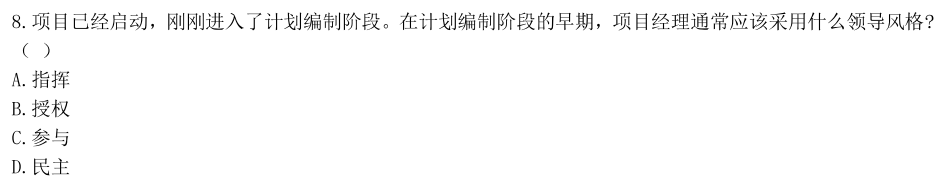 8.项目已经启动，刚刚进入了计划编制阶段。在计划编制阶段的早期，项目经理通常应该采用什么领导风格?
（ ）
A.指挥
B.授权
C.参与
D.民主